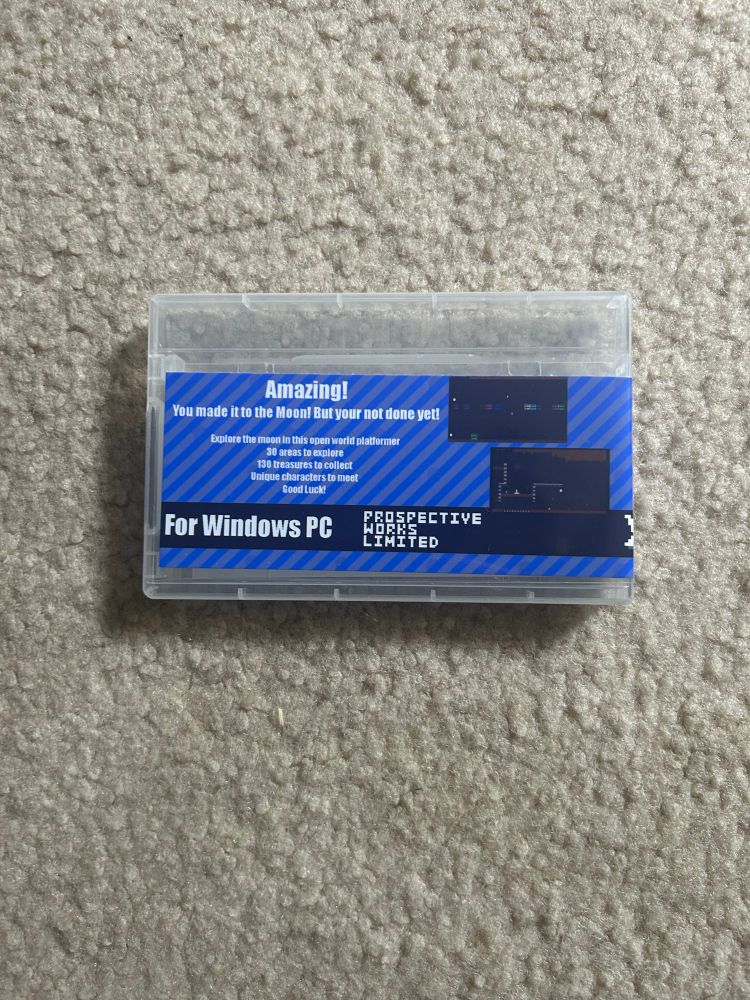 Amazing!
You made it to the Moon! But your not done yet!
Explore the moon in this open world platformer
30 areas to explore
130 treasures to collect
Unique characters to meet
Good Luck!
For Windows PC
PROSPECTIVE
WORKS
LIMITED